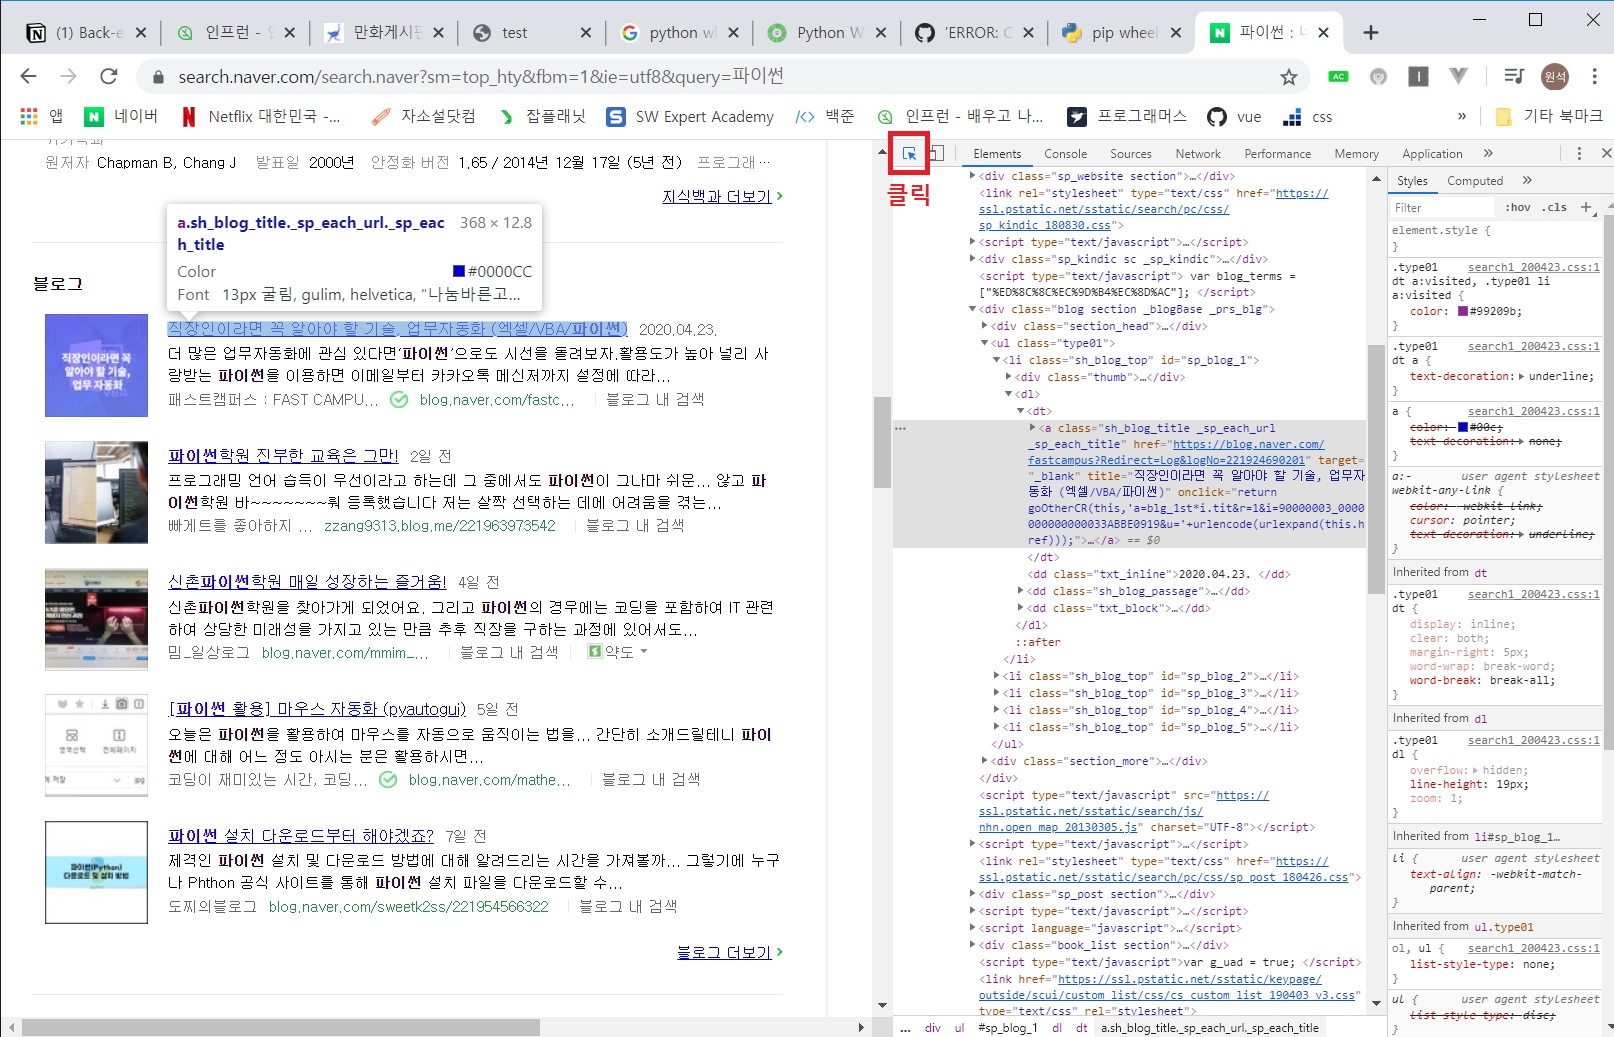 (1) Back-e
인프런 -
만화게시판
test
python wh
Python W
'ERROR: C
pip wheel
파이썬 :
search.naver.com/search.naver?sm=top_hty&fbm=1&ie=utf8&query=파이썬
AC
원석
앱
네이버
Netflix 대한민국 -...
자소설닷컴
잡플래닛
SW Expert Academy
백준
인프런 - 배우고 나...
프로그래머스
vue
css
»
기타 북마크
원저자 Chapman B, Chang J 발표일 2000년 안정화 버전 1.65 / 2014년 12월 17일 (5년 전) 프로그래…
지식백과 더보기
a.sh_blog_title._sp_each_url._sp_eac
h_title
368 × 12.8
Color #0000CC
Font 13px 굴림, gulim, helvetica, "나눔바른고...
블로그
직장인이라면 꼭 알아야 할 기술, 업무자동화 (엑셀/VBA/파이썬) 2020.04.23.
더 많은 업무자동화에 관심 있다면'파이썬'으로도 시선을 돌려보자.활용도가 높아 널리 사
랑받는 파이썬을 이용하면 이메일부터 카카오톡 메신저까지 설정에 따라...
패스트캠퍼스 : FAST CAMPU... blog.naver.com/fastc... 블로그 내 검색
직장인이라면 꼭
알아야 할 기술,
업무 자동화
파이썬학원 진부한 교육은 그만! 2일 전
프로그래밍 언어 습득이 우선이라고 하는데 그 중에서도 파이썬이 그나마 쉬운... 않고 파
이썬학원 바~~~~~~~로 등록했습니다 저는 살짝 선택하는 데에 어려움을 겪는...
빠게트를 좋아하지 ... zzang9313.blog.me/221963973542 블로그 내 검색
신촌파이썬학원 매일 성장하는 즐거움! 4일 전
신촌파이썬학원을 찾아가게 되었어요. 그리고 파이썬의 경우에는 코딩을 포함하여 IT 관련
하여 상당한 미래성을 가지고 있는 만큼 추후 직장을 구하는 과정에 있어서도...
밈_일상로그 blog.naver.com/mmim_... 블로그 내 검색 약도
[파이썬 활용] 마우스 자동화 (pyautogui) 5일 전
오늘은 파이썬을 활용하여 마우스를 자동으로 움직이는 법을... 간단히 소개드릴테니 파이
썬에 대해 어느 정도 아시는 분은 활용하시면...
코딩이 재미있는 시간, 코딩... blog.naver.com/mathe... 블로그 내 검색
영역선택 전체페이지
jpg
파이썬 설치 다운로드부터 해야겠죠? 7일 전
제격인 파이썬 설치 및 다운로드 방법에 대해 알려드리는 시간을 가져볼까... 그렇기에 누구
나 Phthon 공식 사이트를 통해 파이썬 설치 파일을 다운로드할 수...
도찌의블로그 blog.naver.com/sweetk2ss/221954566322 블로그 내 검색
파이썬(Python)
다운로드 및 설치 방법
블로그 더보기
클릭
Elements Console Sources Network Performance Memory Application »
<div class="sp_website section">…</div>
<link rel="stylesheet" type="text/css" href="https://
ssl.pstatic.net/sstatic/search/pc/css/
sp_kindic_180830.css">
<script type="text/javascript">…</script>
<div class="sp_kindic sc _sp_kindic">…</div>
<script type="text/javascript"> var blog_terms =
["%ED%8C%8C%EC%9D%B4%EC%8D%AC"]; </script>
<div class="blog section _blogBase _prs_blg">
<div class="section_head">…</div>
<ul class="type01">
<li class="sh_blog_top" id="sp_blog_1">
<div class="thumb">…</div>
<dl>
<dt>
<a class="sh_blog_title _sp_each_url
_sp_each_title" href="https://blog.naver.com/
fastcampus?Redirect=Log&logNo=221924690201" target=
"_blank" title="직장인이라면 꼭 알아야 할 기술, 업무자
동화 (엑셀/VBA/파이썬)" onclick="return
goOtherCR(this,'a=blg_1st*i.tit&r=1&i=90000003_0000
00000000000033ABBE0919&u='+urlencode(urlexpand(this.h
ref)));">…</a> == $0
</dt>
<dd class="txt_inline">2020.04.23. </dd>
<dd class="sh_blog_passage">…</dd>
<dd class="txt_block">…</dd>
</dl>
::after
</li>
<li class="sh_blog_top" id="sp_blog_2">…</li>
<li class="sh_blog_top" id="sp_blog_3">…</li>
<li class="sh_blog_top" id="sp_blog_4">…</li>
<li class="sh_blog_top" id="sp_blog_5">…</li>
</ul>
<div class="section_more">…</div>
</div>
<script type="text/javascript" src="https://
ssl.pstatic.net/sstatic/search/js/
nhn.open_map_20130305.js" charset="UTF-8"></script>
<script type="text/javascript">…</script>
<link rel="stylesheet" type="text/css" href="https://
ssl.pstatic.net/sstatic/search/pc/css/sp_post_180426.css">
<div class="sp_post section">…</div>
<script type="text/javascript">…</script>
<script language="javascript">…</script>
<div class="book_list section">…</div>
<script type="text/javascript">var g_uad = true; </script>
<link href="https://ssl.pstatic.net/sstatic/keypage/
outside/scui/custom_list/css/cs_custom_list_190403_v3.css"
type="text/css" rel="stylesheet">
... div ul #sp_blog_1 dl dt a.sh_blog_title._sp_each_url._sp_each_title
Styles Computed »
Filter :hov .cls +
element.style {
}
.type01 search1_200423.css:1
dt a:visited, .type01 li
a:visited {
color: #99209b;
}
.type01 search1_200423.css:1
dt a {
text-decoration: underline;
}
a { search1_200423.css:1
color: #00c;
text-decoration: none;
}
a:- user agent stylesheet
webkit-any-link {
color: -webkit-link;
cursor: pointer;
text-decoration: underline;
}
Inherited from dt
.type01 search1_200423.css:1
dt {
display: inline;
clear: both;
margin-right: 5px;
word-wrap: break-word;
word-break: break-all;
}
Inherited from dl
.type01 search1_200423.css:1
dl {
overflow: hidden;
line-height: 19px;
zoom: 1;
}
Inherited from li#sp_blog_1…
li { user agent stylesheet
text-align: -webkit-match-
parent;
}
Inherited from ul.type01
ol, ul { search1_200423.css:1
list-style-type: none;
}
ul { user agent stylesheet
list-style-type: disc;
}